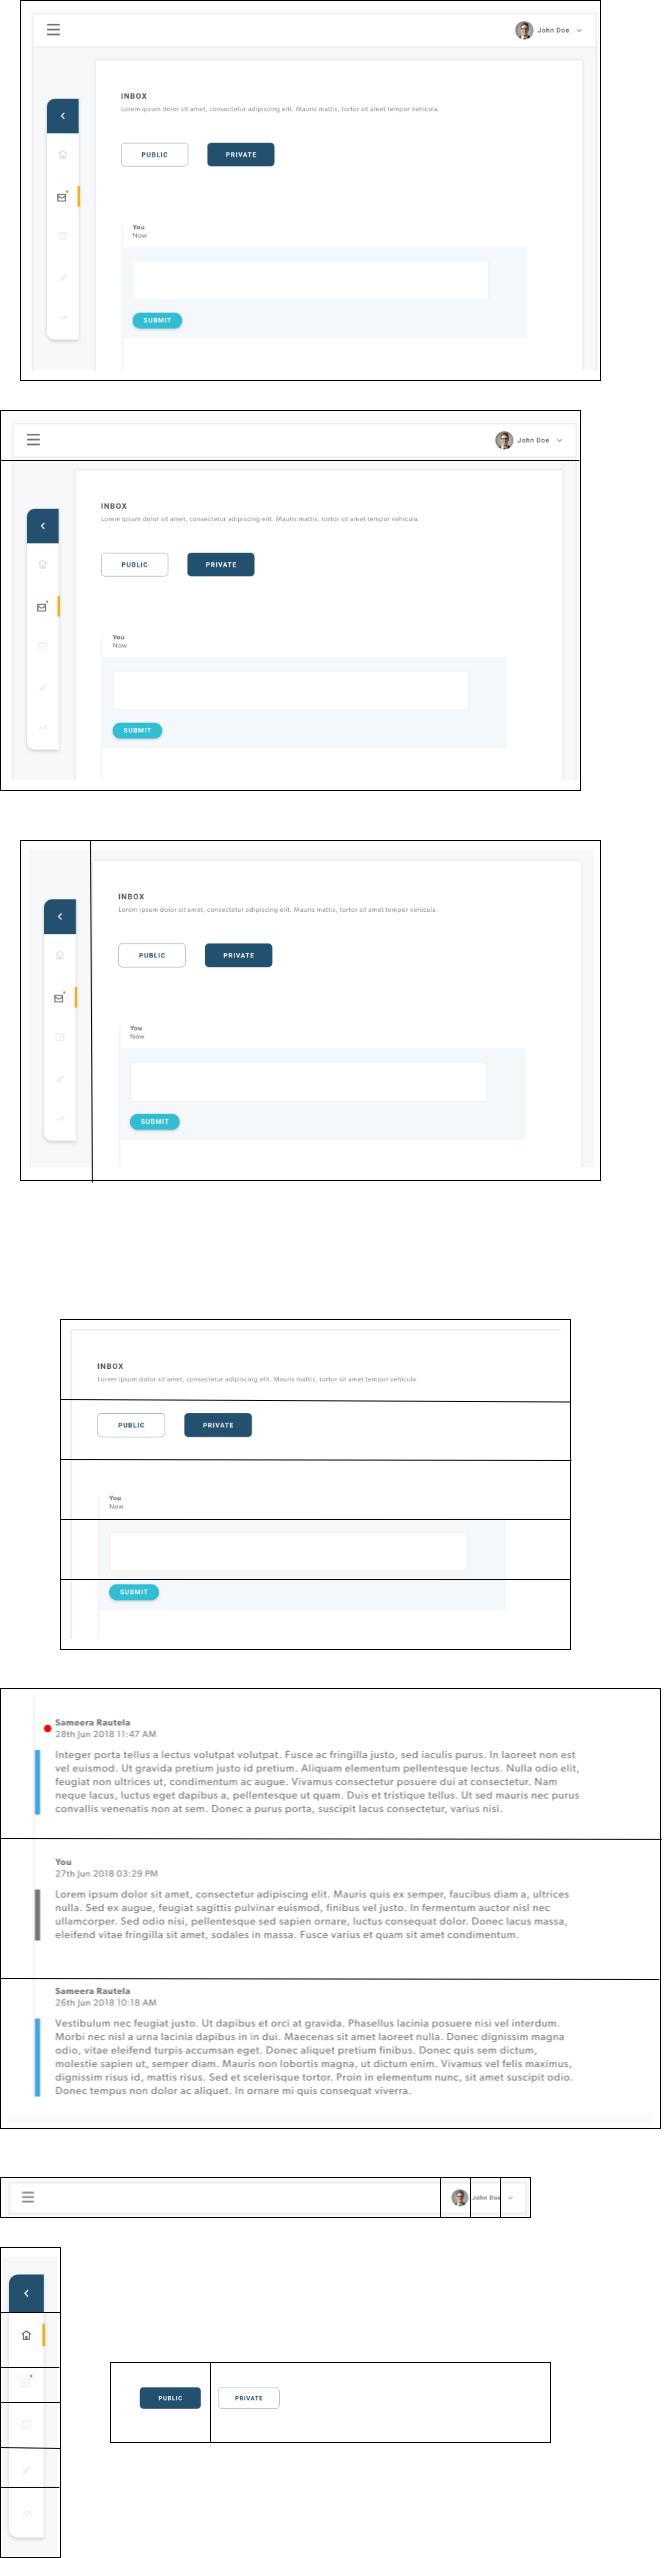 John Doe
INBOX
Lorem ipsum dolor sit amet, consectetur adipiscing elit. Mauris mattis, tortor sit amet tempor vehicula.
PUBLIC PRIVATE
You
Now
SUBMIT
John Doe
INBOX
Lorem ipsum dolor sit amet, consectetur adipiscing elit. Mauris mattis, tortor sit amet tempor vehicula.
PUBLIC PRIVATE
You
Now
SUBMIT
INBOX
Lorem ipsum dolor sit amet, consectetur adipiscing elit. Mauris mattis, tortor sit amet tempor vehicula.
PUBLIC PRIVATE
You
Now
SUBMIT
INBOX
Lorem ipsum dolor sit amet, consectetur adipiscing elit. Mauris mattis, tortor sit amet tempor vehicula.
PUBLIC PRIVATE
You
Now
SUBMIT
Sameera Rautela
28th Jun 2018 11:47 AM
Integer porta tellus a lectus volutpat volutpat. Fusce ac fringilla justo, sed iaculis purus. In laoreet non est
vel euismod. Ut gravida pretium justo id pretium. Aliquam elementum pellentesque lectus. Nulla odio elit,
feugiat non ultrices ut, condimentum ac augue. Vivamus consectetur posuere dui at consectetur. Nam
neque lacus, luctus eget dapibus a, pellentesque ut quam. Duis et tristique tellus. Ut sed mauris nec purus
convallis venenatis non at sem. Donec a purus porta, suscipit lacus consectetur, varius nisi.
You
27th Jun 2018 03:29 PM
Lorem ipsum dolor sit amet, consectetur adipiscing elit. Mauris quis ex semper, faucibus diam a, ultrices
nulla. Sed ex augue, feugiat sagittis pulvinar euismod, finibus vel justo. In fermentum auctor nisl nec
ullamcorper. Sed odio nisi, pellentesque sed sapien ornare, luctus consequat dolor. Donec lacus massa,
eleifend vitae fringilla sit amet, sodales in massa. Fusce varius et quam sit amet condimentum.
Sameera Rautela
26th Jun 2018 10:18 AM
Vestibulum nec feugiat justo. Ut dapibus et orci at gravida. Phasellus lacinia posuere nisi vel interdum.
Morbi nec nisl a urna lacinia dapibus in in dui. Maecenas sit amet laoreet nulla. Donec dignissim magna
odio, vitae eleifend turpis accumsan eget. Donec aliquet pretium finibus. Donec quis sem dictum,
molestie sapien ut, semper diam. Mauris non lobortis magna, ut dictum enim. Vivamus vel felis maximus,
dignissim risus id, mattis risus. Sed et scelerisque tortor. Proin in elementum nunc, sit amet suscipit odio.
Donec tempus non dolor ac aliquet. In ornare mi quis consequat viverra.
John Doe
PUBLIC PRIVATE